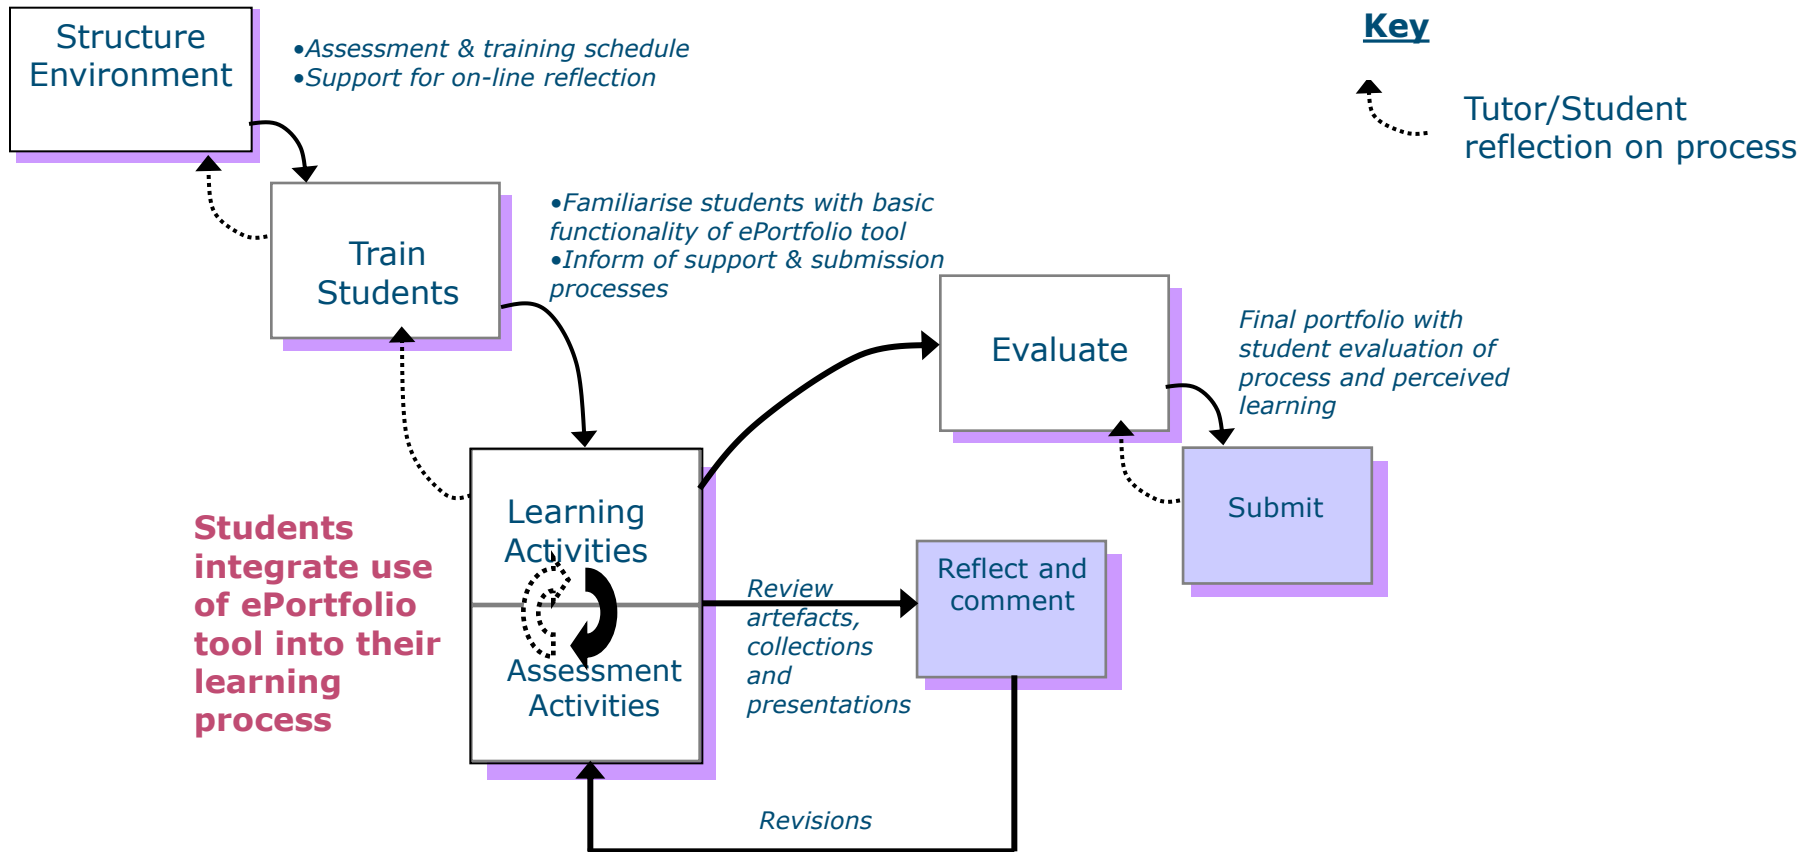 Structure
Environment
•Assessment & training schedule
•Support for on-line reflection
Key
Tutor/Student
reflection on process
Train
Students
•Familiarise students with basic
functionality of ePortfolio tool
•Inform of support & submission
processes
Evaluate
Final portfolio with
student evaluation of
process and perceived
learning
Submit
Students
integrate use
of ePortfolio
tool into their
learning
process
Learning
Activities
Assessment
Activities
Review
artefacts,
collections
and
presentations
Reflect and
comment
Revisions